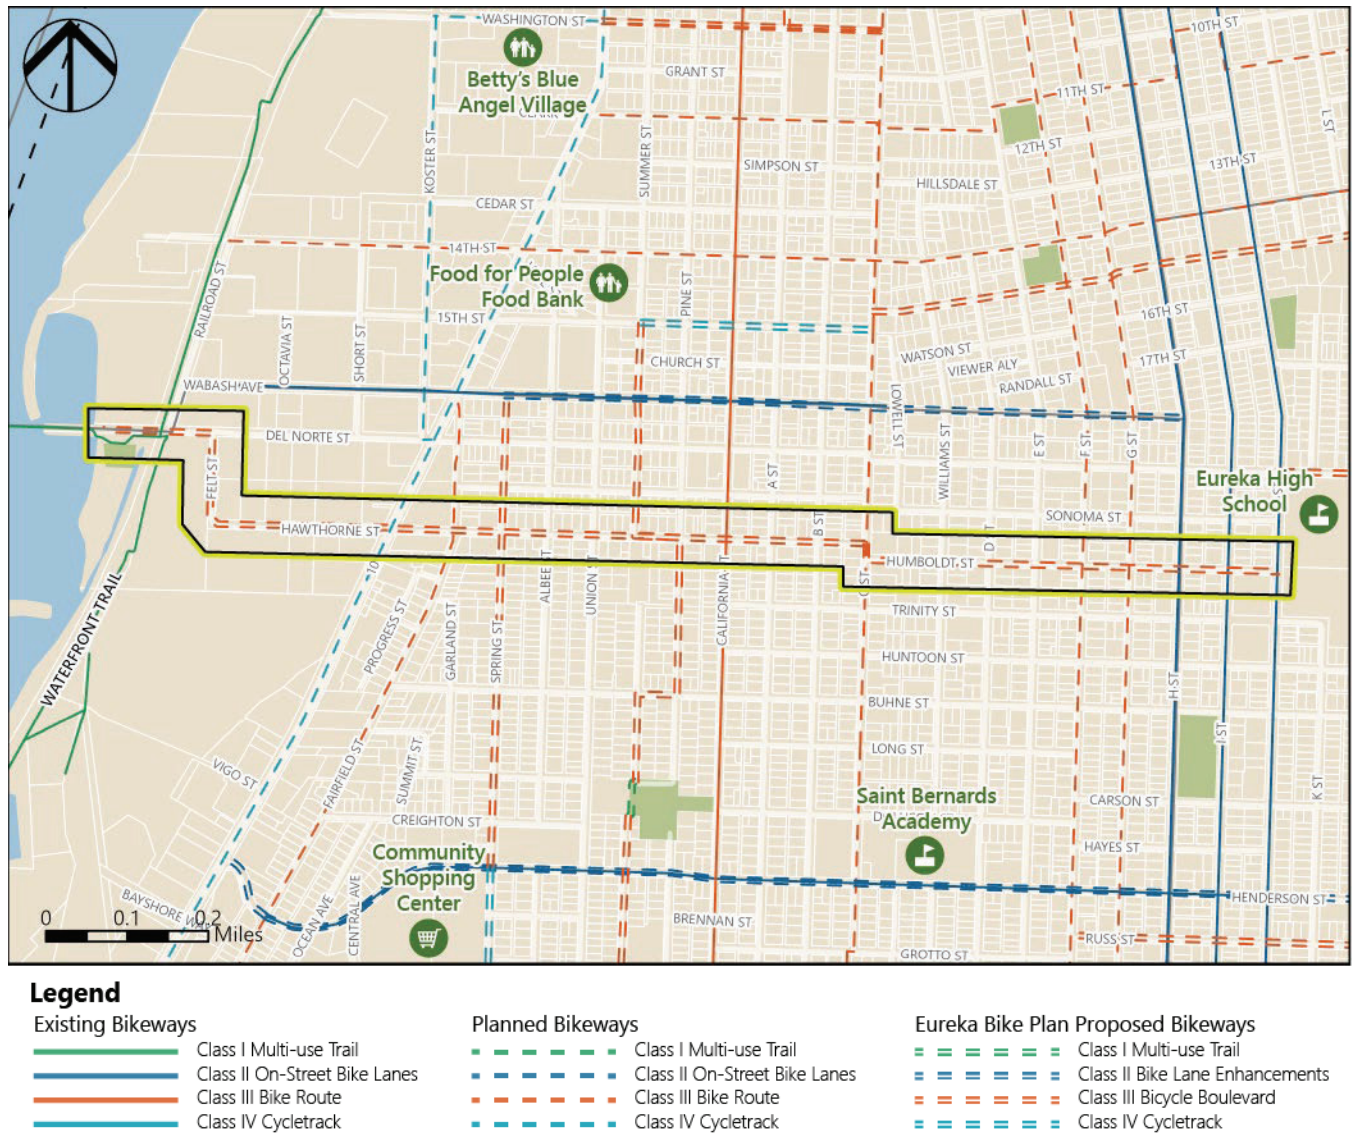 WASHINGTON ST
10TH ST
Betty's Blue
Angel Village
GRANT ST
11TH ST
L ST
KOSTER ST
SUMMER ST
SIMPSON ST
12TH ST
13TH ST
HILLSDALE ST
CEDAR ST
14TH ST
Food for People
Food Bank
RAILROAD ST
PINE ST
15TH ST
16TH ST
OCTAVIA ST
SHORT ST
CHURCH ST
WATSON ST
VIEWER ALY
17TH ST
RANDALL ST
WABASH AVE
LOWELL ST
DEL NORTE ST
WILLIAMS ST
E ST
F ST
G ST
A ST
FELT ST
Eureka High
School
HAWTHORNE ST
B ST
SONOMA ST
D ST
HUMBOLDT ST
ALBEE ST
UNION ST
CALIFORNIA ST
C ST
WATERFRONT TRAIL
PROGRESS ST
GARLAND ST
SPRING ST
TRINITY ST
HUNTOON ST
H ST
BUHNE ST
I ST
LONG ST
VIGO ST
FAIRFIELD ST
SUMMIT ST
K ST
Saint Bernards
Academy
CARSON ST
CREIGHTON ST
HAYES ST
Community
Shopping
Center
HENDERSON ST
BAYSHORE WAY
OCEAN AVE
CENTRAL AVE
BRENNAN ST
RUSS ST
GROTTO ST
0 0.1 0.2
Miles
Legend
Existing Bikeways
Class I Multi-use Trail
Class II On-Street Bike Lanes
Class III Bike Route
Class IV Cycletrack
Planned Bikeways
Class I Multi-use Trail
Class II On-Street Bike Lanes
Class III Bike Route
Class IV Cycletrack
Eureka Bike Plan Proposed Bikeways
Class I Multi-use Trail
Class II Bike Lane Enhancements
Class III Bicycle Boulevard
Class IV Cycletrack